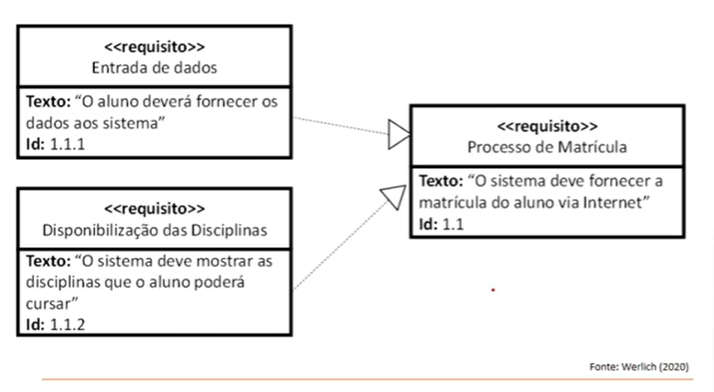 <<requisito>>
Entrada de dados
Texto: “O aluno deverá fornecer os
dados aos sistema”
Id: 1.1.1
<<requisito>>
Disponibilização das Disciplinas
Texto: “O sistema deve mostrar as
disciplinas que o aluno poderá
cursar”
Id: 1.1.2
<<requisito>>
Processo de Matrícula
Texto: “O sistema deve fornecer a
matrícula do aluno via Internet”
Id: 1.1
Fonte: Werlich (2020)